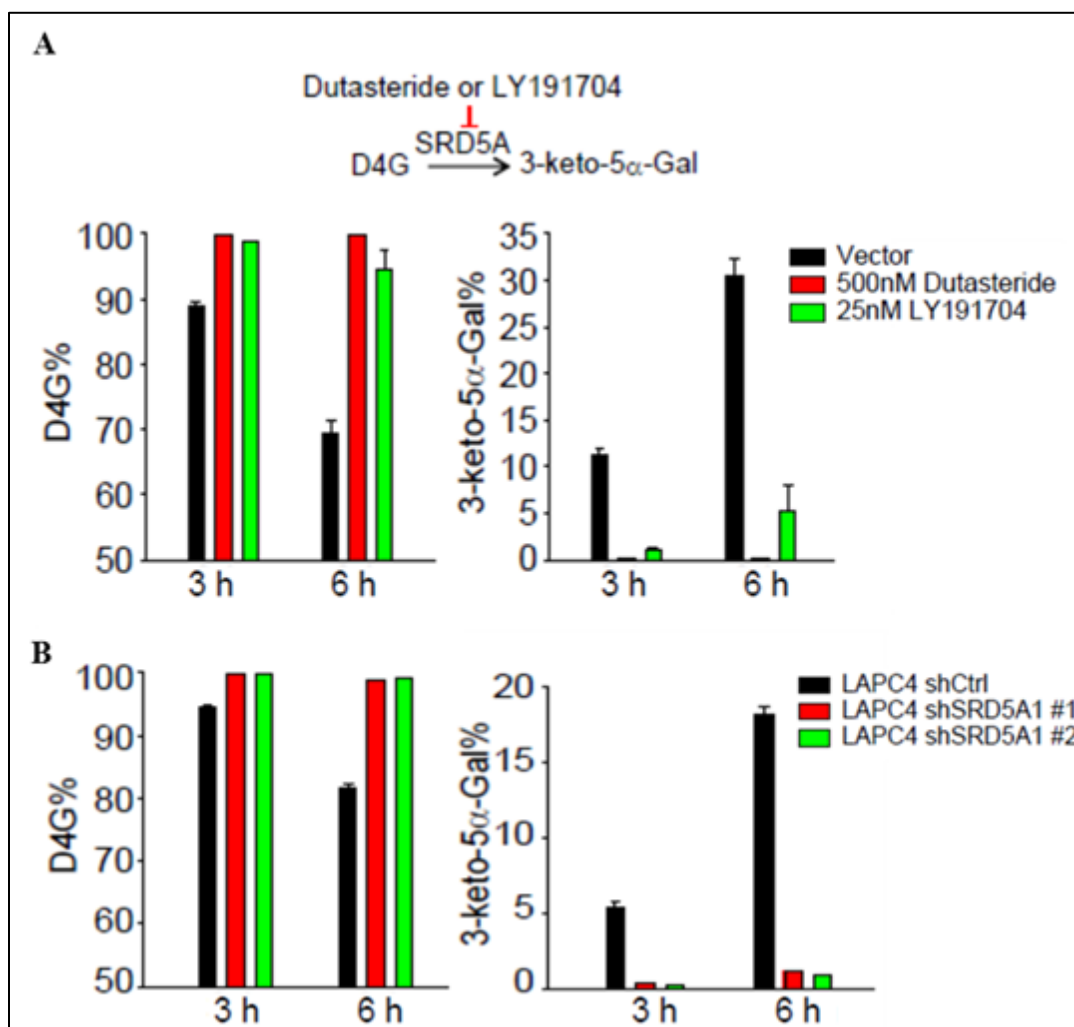 A
Dutasteride or LY191704
SRD5A
D4G → 3-keto-5α-Gal
D4G%
100
90
80
70
60
50
3 h 6 h
3-keto-5α-Gal%
35
30
25
20
15
10
5
0
3 h 6 h
Vector
500nM Dutasteride
25nM LY191704
B
D4G%
100
90
80
70
60
50
3 h 6 h
3-keto-5α-Gal%
20
15
10
5
0
3 h 6 h
LAPC4 shCtrl
LAPC4 shSRD5A1 #1
LAPC4 shSRD5A1 #2